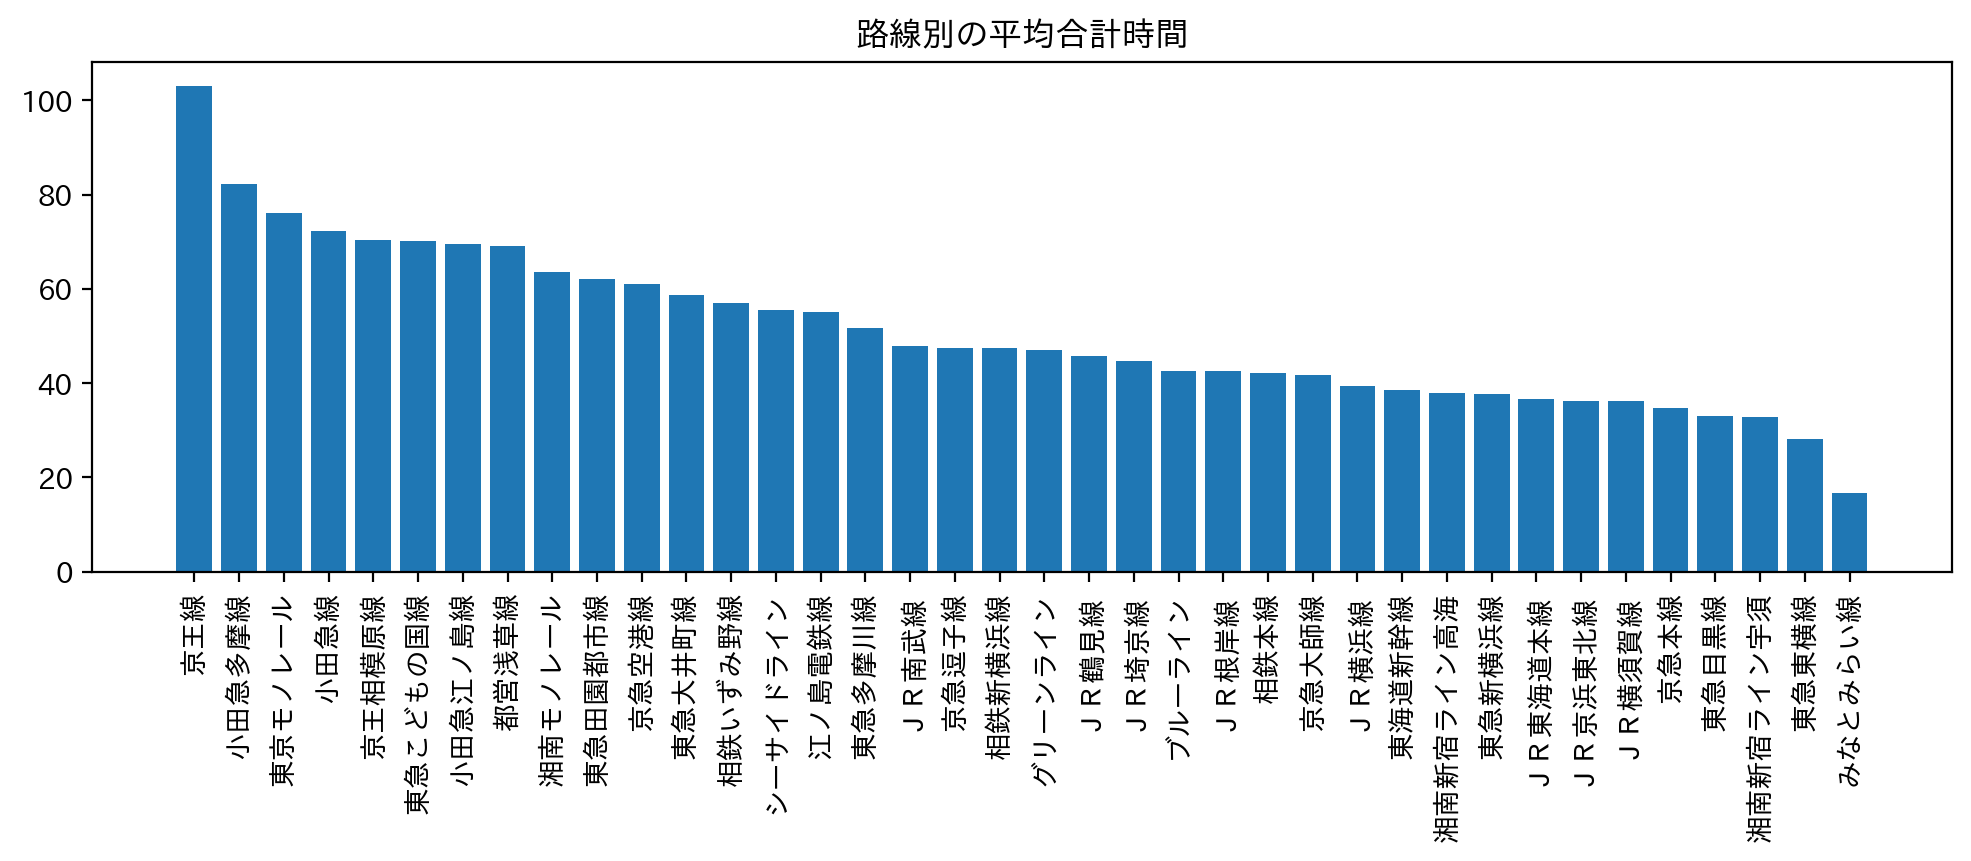 路線別の平均合計時間
100
80
60
40
20
0
京王線
小田急多摩線
東京モノレール
小田急線
京王相模原線
東急こどもの国線
小田急江ノ島線
都営浅草線
湘南モノレール
東急田園都市線
京急空港線
東急大井町線
相鉄いずみ野線
シーサイドライン
江ノ島電鉄線
東急多摩川線
ＪＲ南武線
京急逗子線
相鉄新横浜線
グリーンライン
ＪＲ鶴見線
ＪＲ埼京線
ブルーライン
ＪＲ根岸線
相鉄本線
京急大師線
ＪＲ横浜線
東海道新幹線
湘南新宿ライン高海
東急新横浜線
ＪＲ東海道本線
ＪＲ京浜東北線
ＪＲ横須賀線
京急本線
東急目黒線
湘南新宿ライン宇須
東急東横線
みなとみらい線